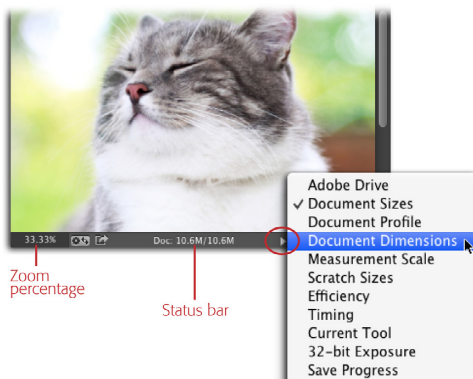 Adobe Drive
✓ Document Sizes
Document Profile
33.33% Doc: 10.6M/10.6M
Document Dimensions
Measurement Scale
Scratch Sizes
Efficiency
Timing
Current Tool
32-bit Exposure
Save Progress
Zoom
percentage
Status bar